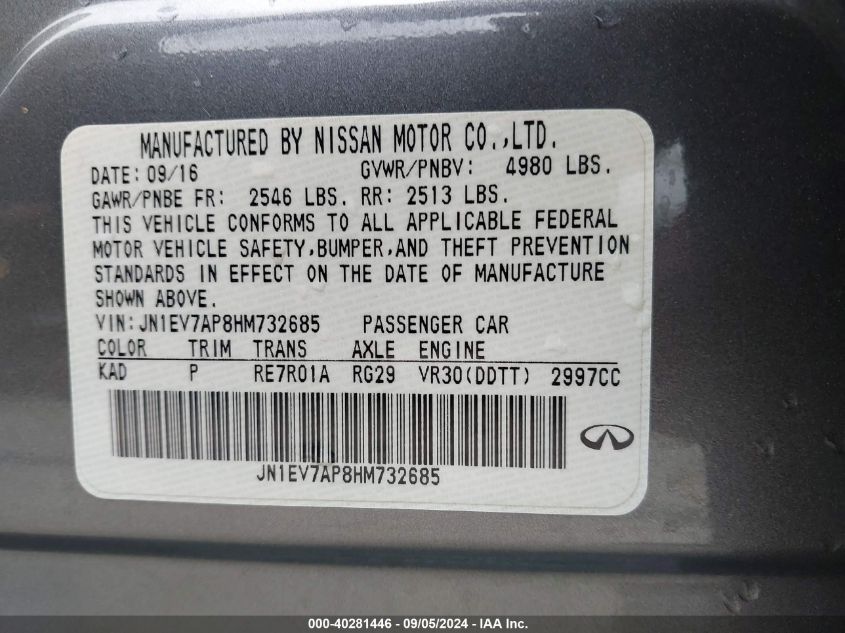 MANUFACTURED BY NISSAN MOTOR CO.,LTD.
DATE: 09/16 GVWR/PNBV: 4980 LBS.
GAWR/PNBE FR: 2546 LBS. RR: 2513 LBS.
THIS VEHICLE CONFORMS TO ALL APPLICABLE FEDERAL
MOTOR VEHICLE SAFETY,BUMPER,AND THEFT PREVENTION
STANDARDS IN EFFECT ON THE DATE OF MANUFACTURE
SHOWN ABOVE.
VIN:JN1EV7AP8HM732685 PASSENGER CAR
COLOR TRIM TRANS AXLE ENGINE
KAD P RE7R01A RG29 VR30(DDTT) 2997CC
JN1EV7AP8HM732685
000-40281446 - 09/05/2024 - IAA Inc.